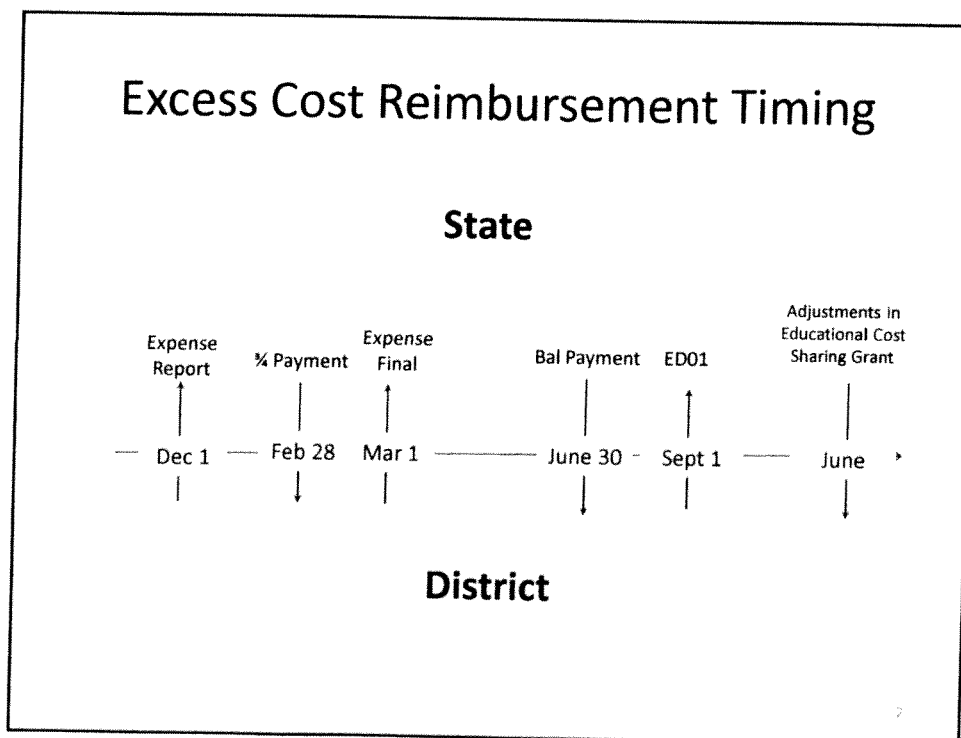 Excess Cost Reimbursement Timing
State
Expense
Report
¾ Payment
Expense
Final
Bal Payment
ED01
Adjustments in
Educational Cost
Sharing Grant
Dec 1
Feb 28
Mar 1
June 30
Sept 1
June
District